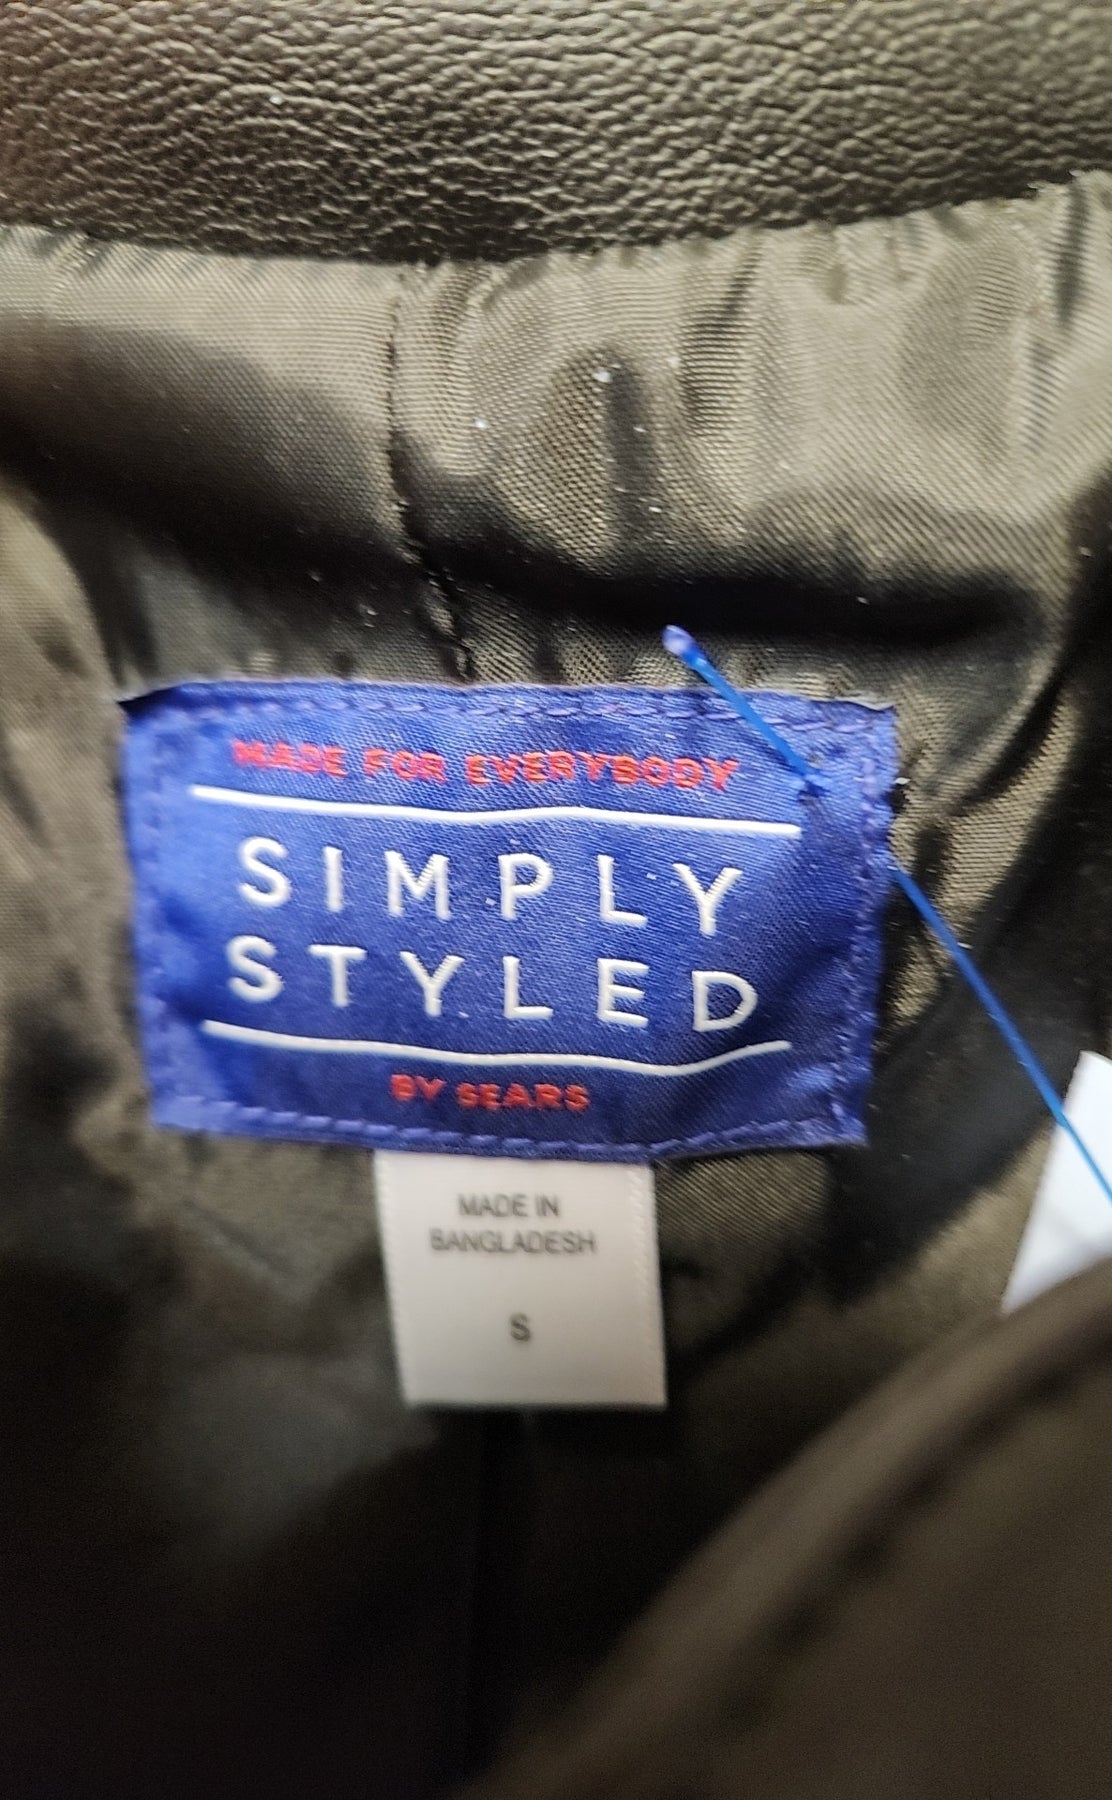 MADE FOR EVERYBODY
SIMPLY
STYLED
BY SEARS
MADE IN
BANGLADESH
S